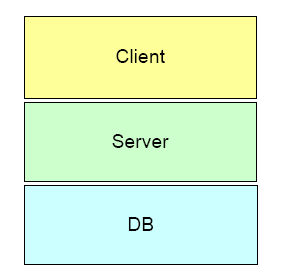 Client
Server
DB